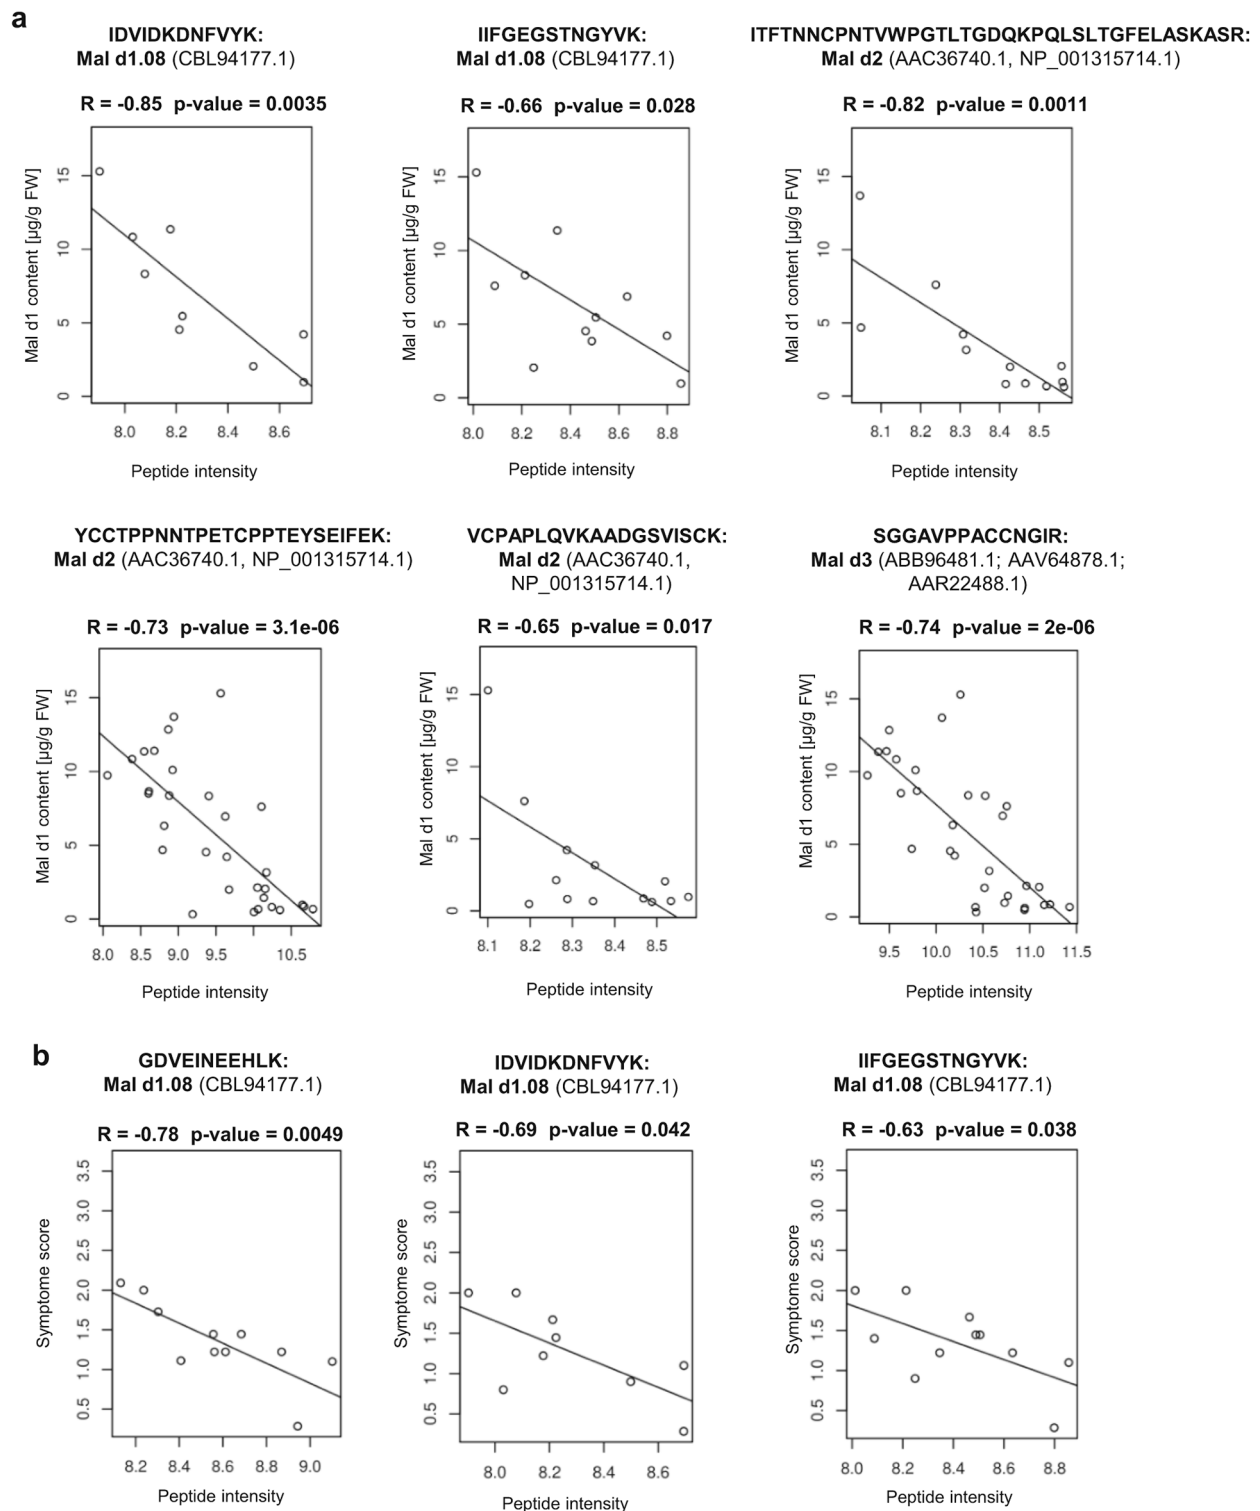 a
IDVIDKDNFVYK:
Mal d1.08 (CBL94177.1)
R = -0.85 p-value = 0.0035
Mal d1 content [µg/g FW]
15
10
5
0
8.0 8.2 8.4 8.6
Peptide intensity
IIFGEGSTNGYVK:
Mal d1.08 (CBL94177.1)
R = -0.66 p-value = 0.028
Mal d1 content [µg/g FW]
15
10
5
0
8.0 8.2 8.4 8.6 8.8
Peptide intensity
ITFTNNCPNTVWPGTLTGDQKPQLSLTGFELASKASR:
Mal d2 (AAC36740.1, NP_001315714.1)
R = -0.82 p-value = 0.0011
Mal d1 content [µg/g FW]
15
10
5
0
8.1 8.2 8.3 8.4 8.5
Peptide intensity
YCCTPPNNTPETCPPTEYSEIFEK:
Mal d2 (AAC36740.1, NP_001315714.1)
R = -0.73 p-value = 3.1e-06
Mal d1 content [µg/g FW]
15
10
5
0
8.0 8.5 9.0 9.5 10.5
Peptide intensity
VCPAPLQVKAADGSVISCK:
Mal d2 (AAC36740.1,
NP_001315714.1)
R = -0.65 p-value = 0.017
Mal d1 content [µg/g FW]
15
10
5
0
8.1 8.2 8.3 8.4 8.5
Peptide intensity
SGGAVPPACCNGIR:
Mal d3 (ABB96481.1; AAV64878.1;
AAR22488.1)
R = -0.74 p-value = 2e-06
Mal d1 content [µg/g FW]
15
10
5
0
9.5 10.0 10.5 11.0 11.5
Peptide intensity
b
GDVEINEEHLK:
Mal d1.08 (CBL94177.1)
R = -0.78 p-value = 0.0049
Symptome score
3.5
3.0
2.5
2.0
1.5
1.0
0.5
8.2 8.4 8.6 8.8 9.0
Peptide intensity
IDVIDKDNFVYK:
Mal d1.08 (CBL94177.1)
R = -0.69 p-value = 0.042
Symptome score
3.5
3.0
2.5
2.0
1.5
1.0
0.5
8.0 8.2 8.4 8.6
Peptide intensity
IIFGEGSTNGYVK:
Mal d1.08 (CBL94177.1)
R = -0.63 p-value = 0.038
Symptome score
3.5
3.0
2.5
2.0
1.5
1.0
0.5
8.0 8.2 8.4 8.6 8.8
Peptide intensity